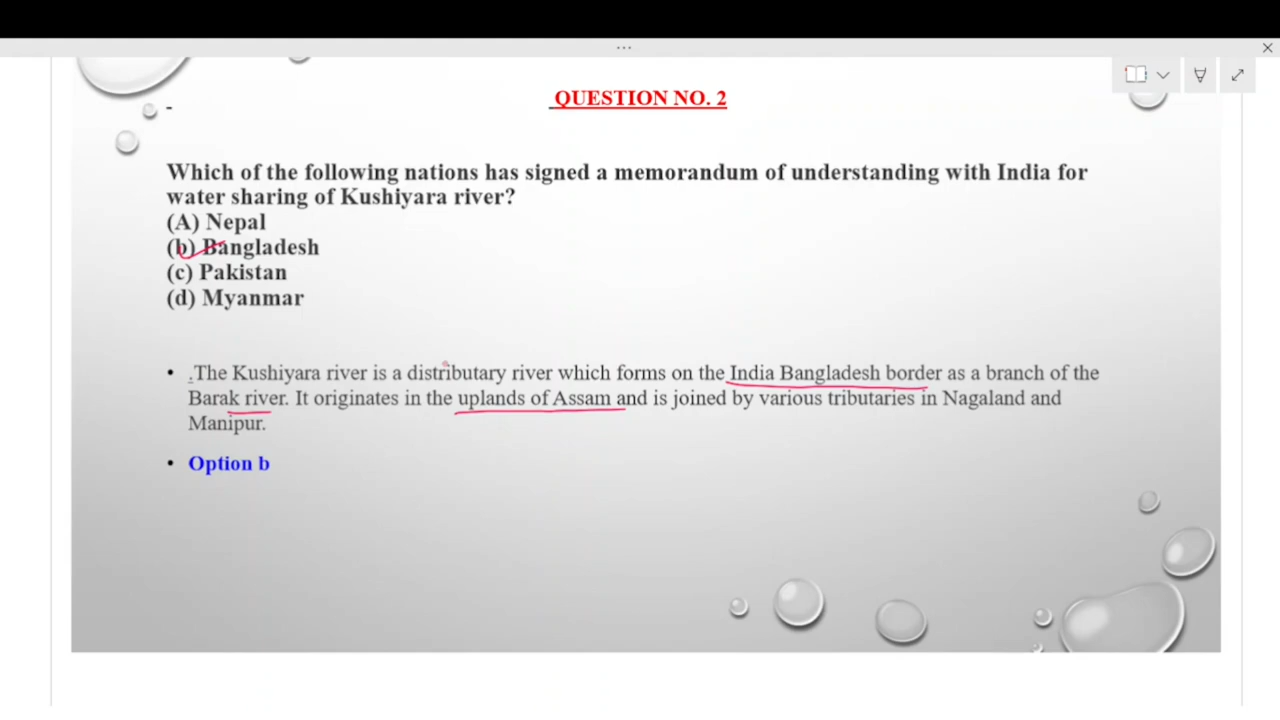 QUESTION NO. 2
-
Which of the following nations has signed a memorandum of understanding with India for
water sharing of Kushiyara river?
(A) Nepal
(b) Bangladesh
(c) Pakistan
(d) Myanmar
• .The Kushiyara river is a distributary river which forms on the India Bangladesh border as a branch of the
Barak river. It originates in the uplands of Assam and is joined by various tributaries in Nagaland and
Manipur.
• Option b